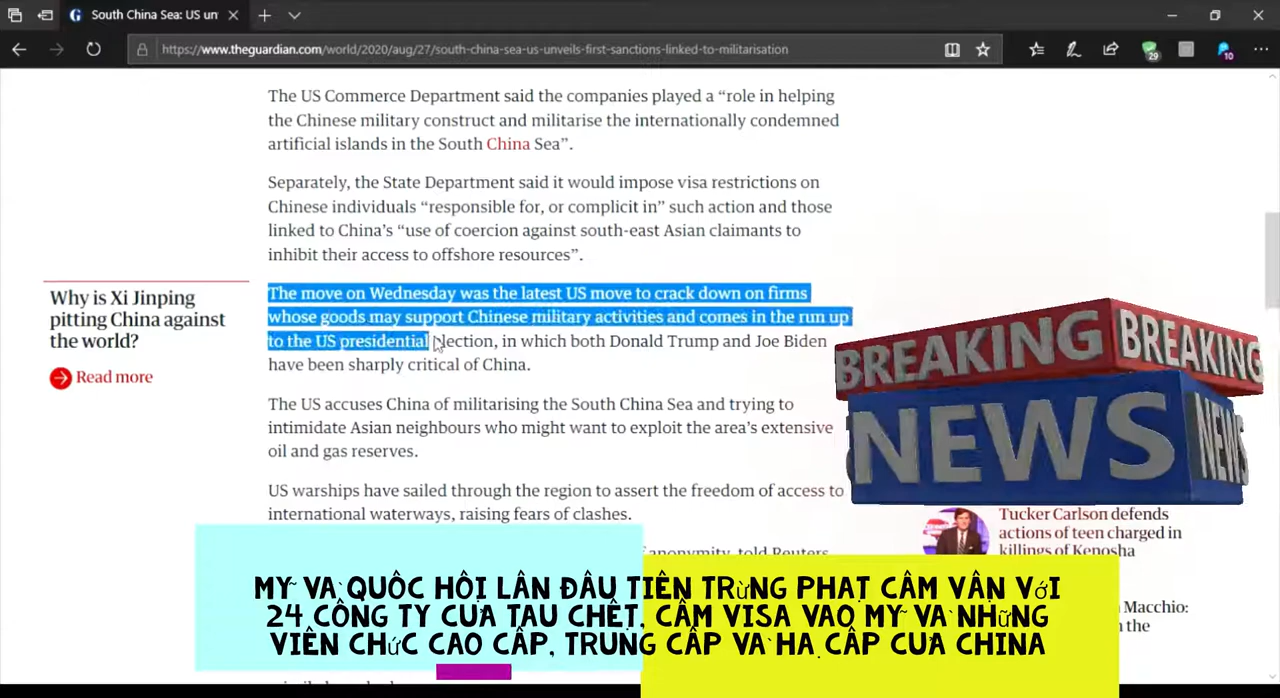 South China Sea: US un
https://www.theguardian.com/world/2020/aug/27/south-china-sea-us-unveils-first-sanctions-linked-to-militarisation
29
10
The US Commerce Department said the companies played a “role in helping
the Chinese military construct and militarise the internationally condemned
artificial islands in the South China Sea”.
Separately, the State Department said it would impose visa restrictions on
Chinese individuals “responsible for, or complicit in” such action and those
linked to China’s “use of coercion against south-east Asian claimants to
inhibit their access to offshore resources”.
Why is Xi Jinping
pitting China against
the world?
Read more
The move on Wednesday was the latest US move to crack down on firms
whose goods may support Chinese military activities and comes in the run up
to the US presidential election, in which both Donald Trump and Joe Biden
have been sharply critical of China.
The US accuses China of militarising the South China Sea and trying to
intimidate Asian neighbours who might want to exploit the area’s extensive
oil and gas reserves.
US warships have sailed through the region to assert the freedom of access to
international waterways, raising fears of clashes.
anonymity, told Reuters
BREAKING BREAKING
NEWS NEWS
Tucker Carlson defends
actions of teen charged in
killings of Kenosha
Macchio:
the
MỸ VÀ QUỐC HỘI LẦN ĐẦU TIÊN TRỪNG PHẠT CẤM VẬN VỚI
24 CÔNG TY CỦA TÀU CHỆT, CẤM VISA VÀO MỸ VÀ NHỮNG
VIÊN CHỨC CAO CẤP, TRUNG CẤP VÀ HẠ CẤP CỦA CHINA